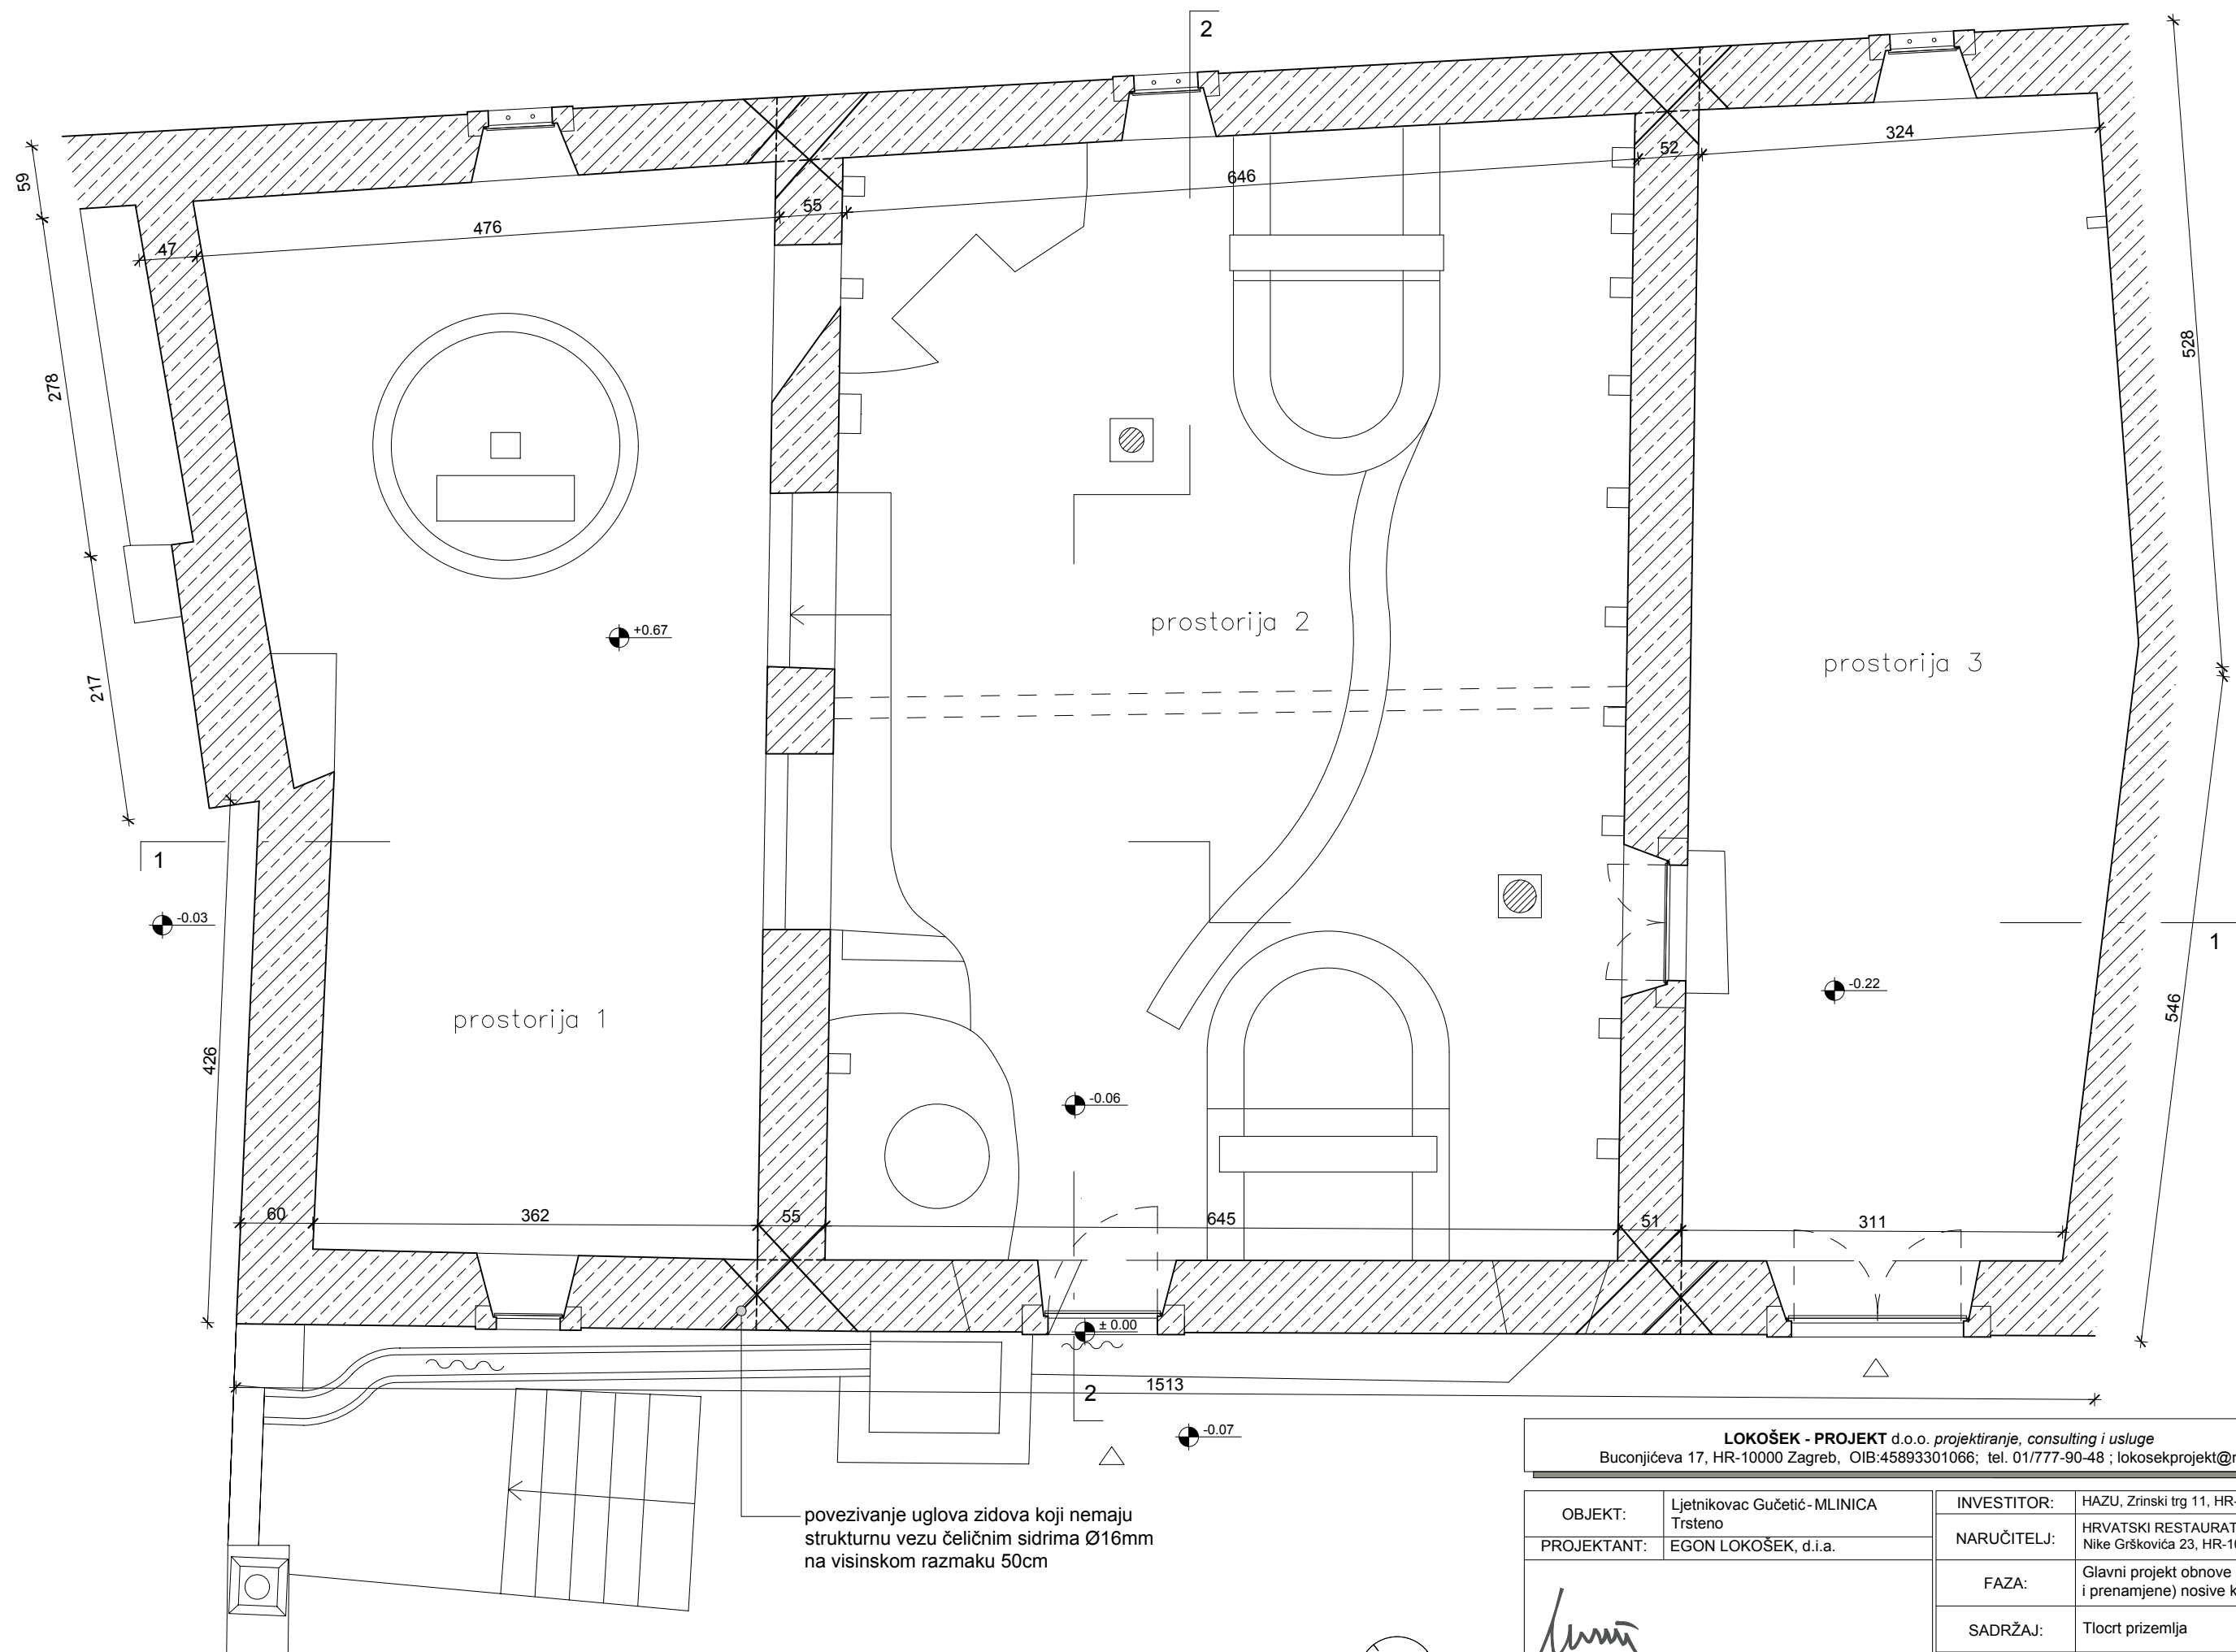 2
59
47
476
55
646
52
324
528
278
217
+0.67
prostorija 2
prostorija 3
1
-0.03
1
-0.22
546
prostorija 1
426
-0.06
60
362
55
645
51
311
± 0.00
1513
2
-0.07
povezivanje uglova zidova koji nemaju
strukturnu vezu čeličnim sidrima Ø16mm
na visinskom razmaku 50cm
LOKOŠEK - PROJEKT d.o.o. projektiranje, consulting i usluge
Buconjićeva 17, HR-10000 Zagreb, OIB:45893301066; tel. 01/777-90-48 ; lokosekprojekt@
OBJEKT:
Ljetnikovac Gučetić-MLINICA
Trsteno
PROJEKTANT:
EGON LOKOŠEK, d.i.a.
INVESTITOR:
HAZU, Zrinski trg 11, HR-
NARUČITELJ:
HRVATSKI RESTAURAT
Nike Grškovića 23, HR-10
FAZA:
Glavni projekt obnove
i prenamjene) nosive k
SADRŽAJ:
Tlocrt prizemlja